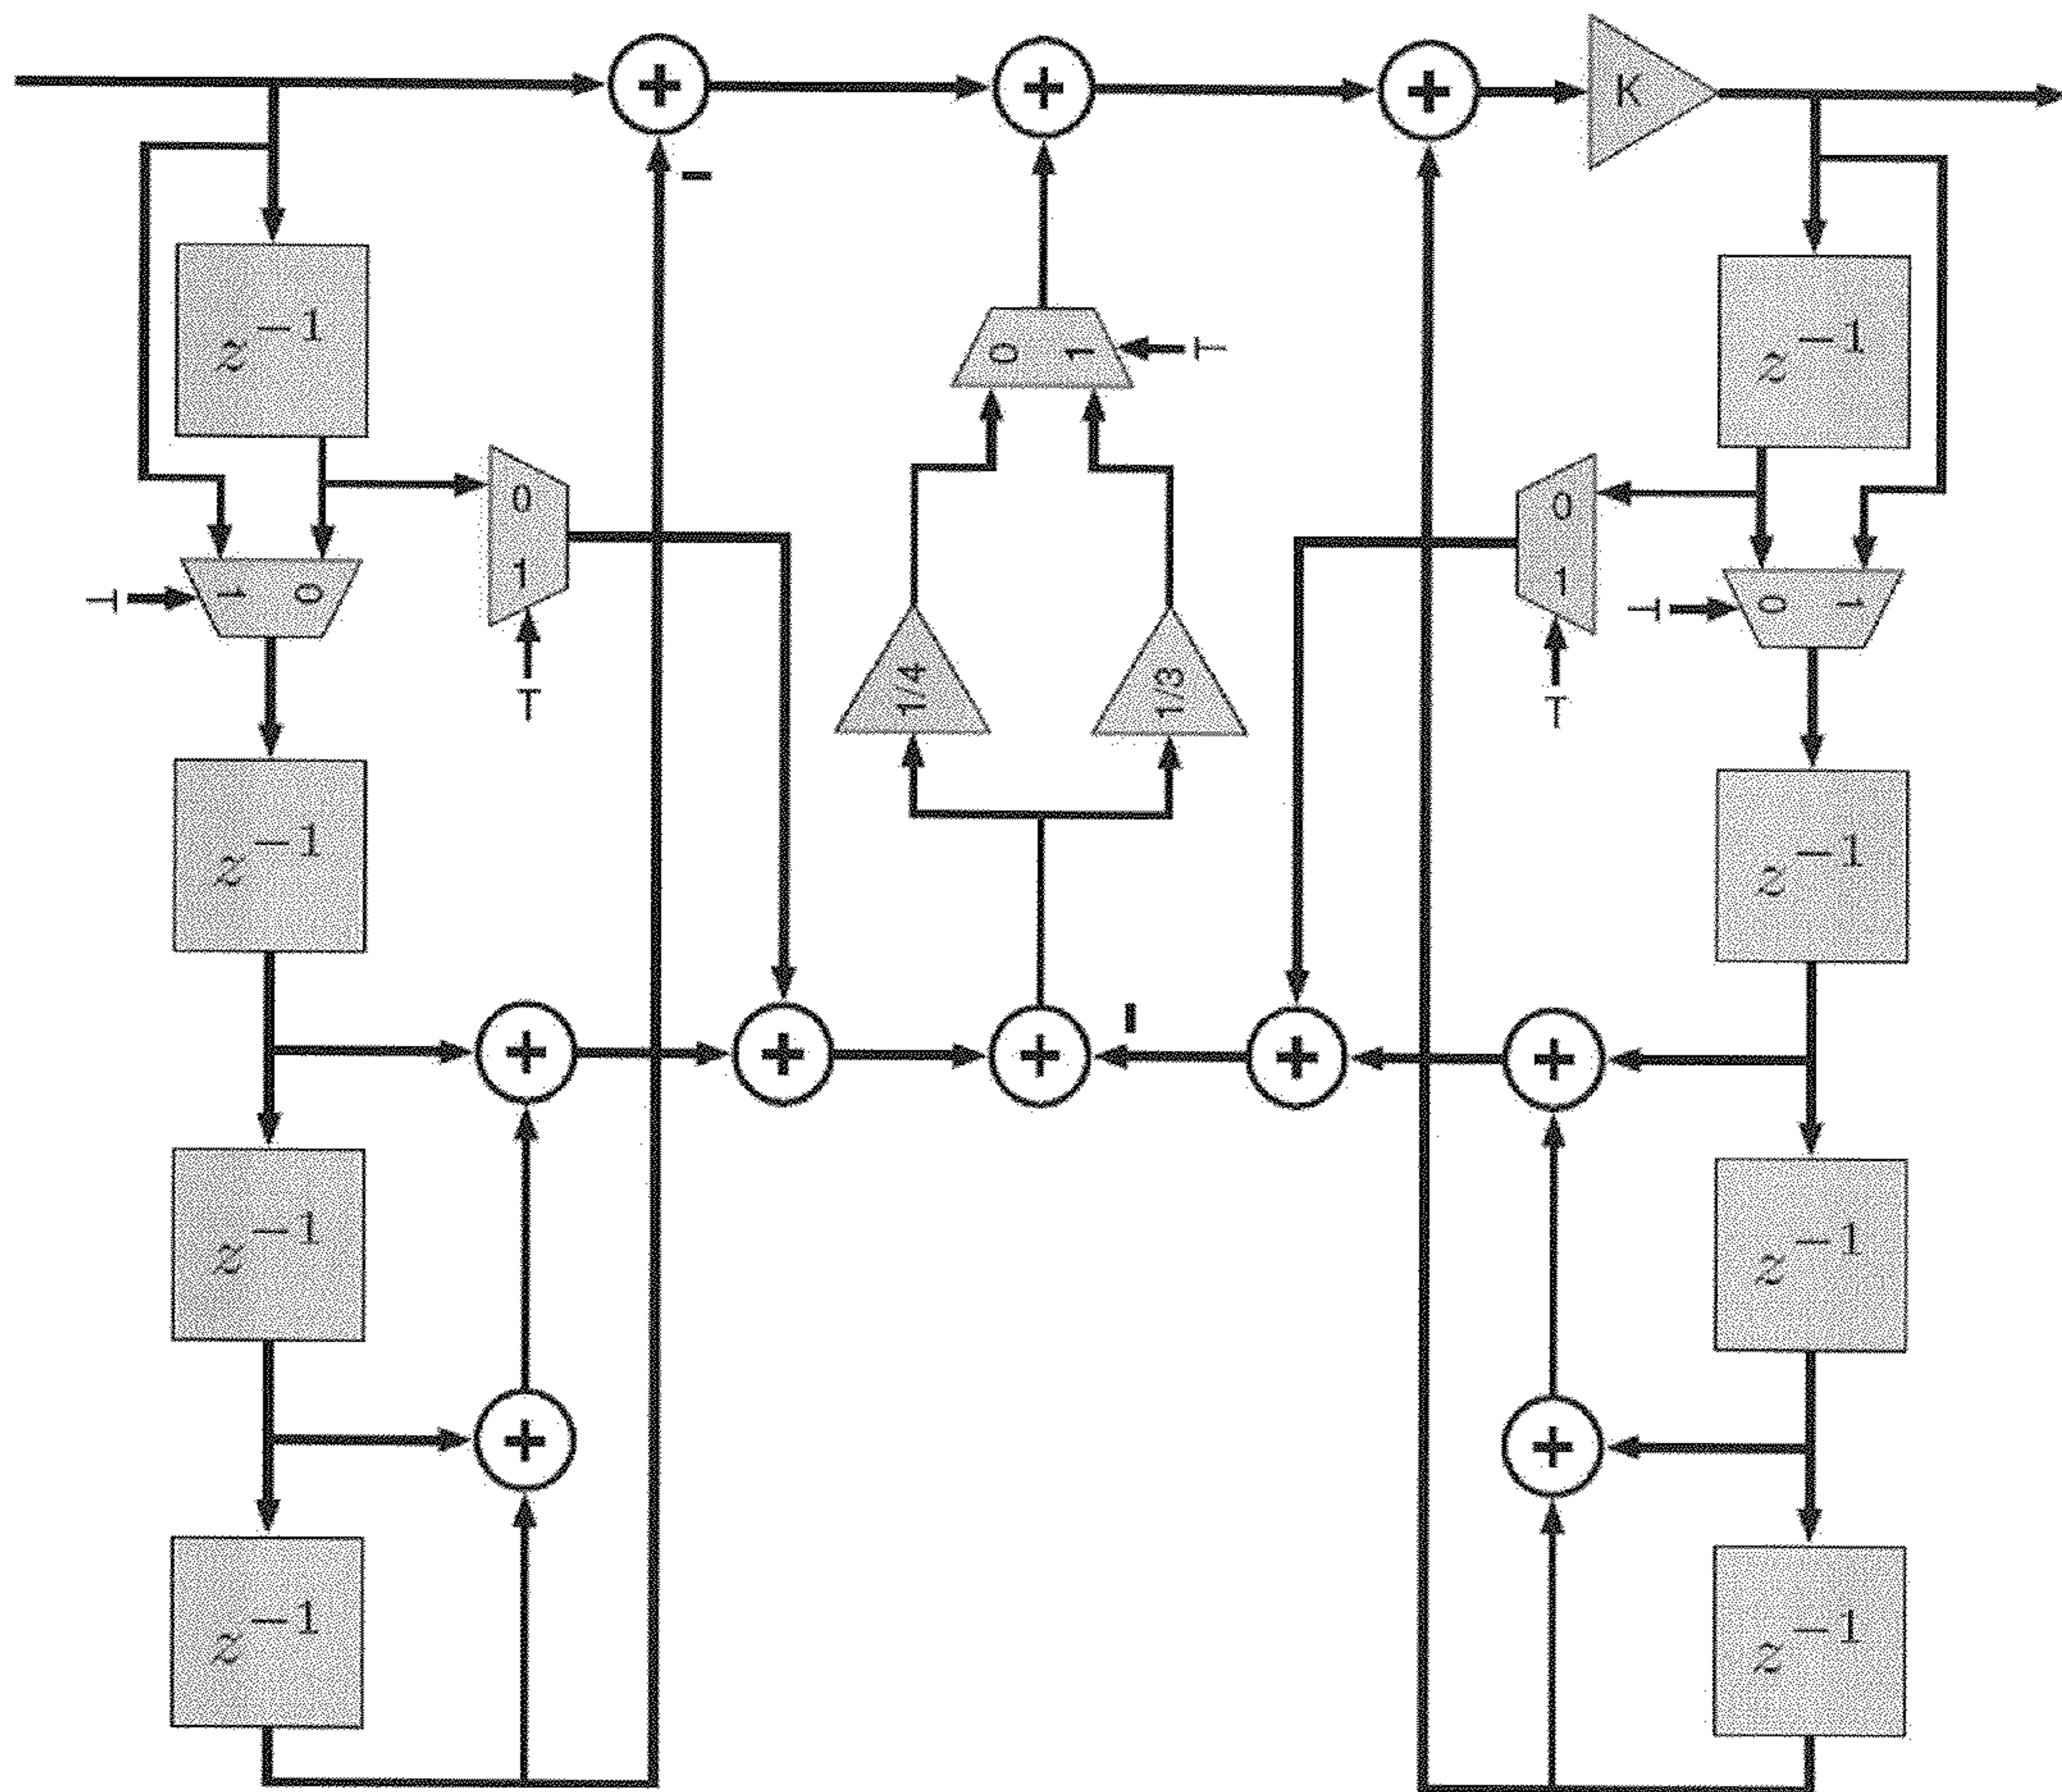 + + + K
-
z^{-1} z^{-1}
0 1 T
0 1 T
0 1 T
T 1 0
T 0 1
1/4 1/3
z^{-1} z^{-1}
-
+ + + + +
z^{-1} z^{-1}
+ +
z^{-1} z^{-1}